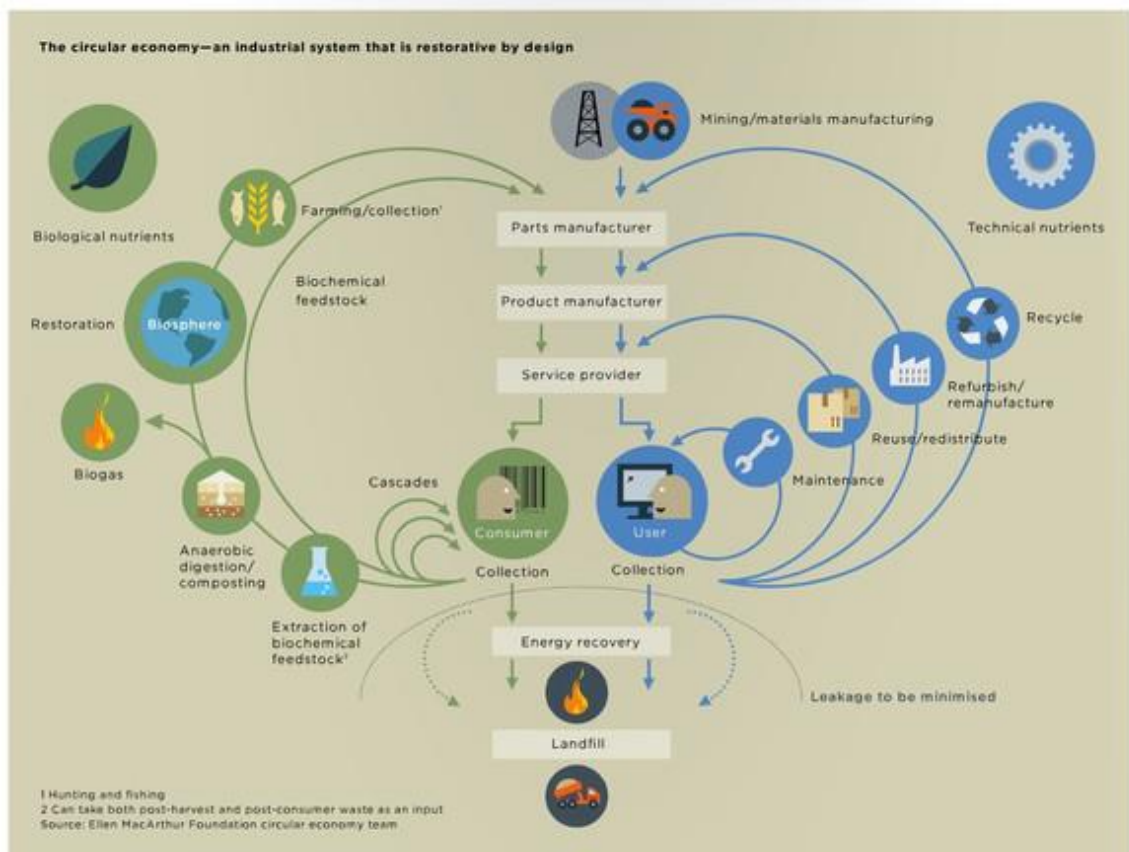 The circular economy—an industrial system that is restorative by design
Mining/materials manufacturing
Biological nutrients
Technical nutrients
Farming/collection¹
Parts manufacturer
Biochemical
feedstock
Product manufacturer
Restoration
Biosphere
Recycle
Service provider
Refurbish/
remanufacture
Reuse/redistribute
Biogas
Cascades
Maintenance
Consumer
User
Anaerobic
digestion/
composting
Collection
Collection
Extraction of
biochemical
feedstock²
Energy recovery
Leakage to be minimised
Landfill
1 Hunting and fishing
2 Can take both post-harvest and post-consumer waste as an input
Source: Ellen MacArthur Foundation circular economy team